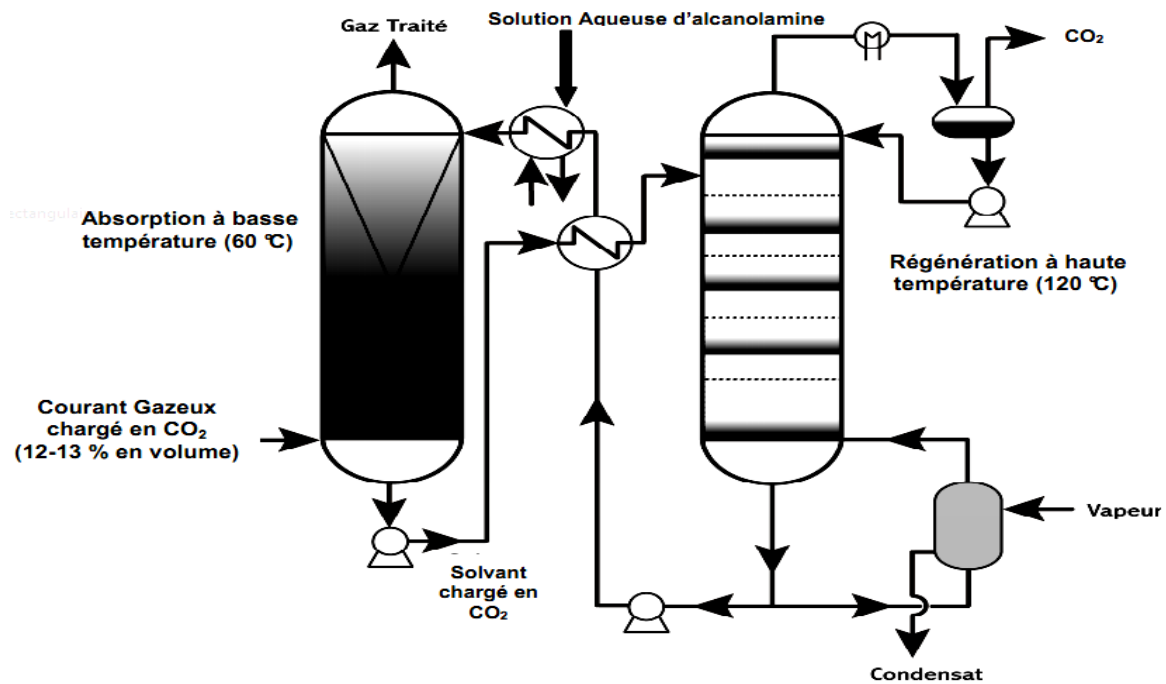 Solution Aqueuse d'alcanolamine
Gaz Traité
CO₂
Absorption à basse
température (60 °C)
Régénération à haute
température (120 °C)
Courant Gazeux
chargé en CO₂
(12-13 % en volume)
Vapeur
Solvant
chargé en
CO₂
Condensat